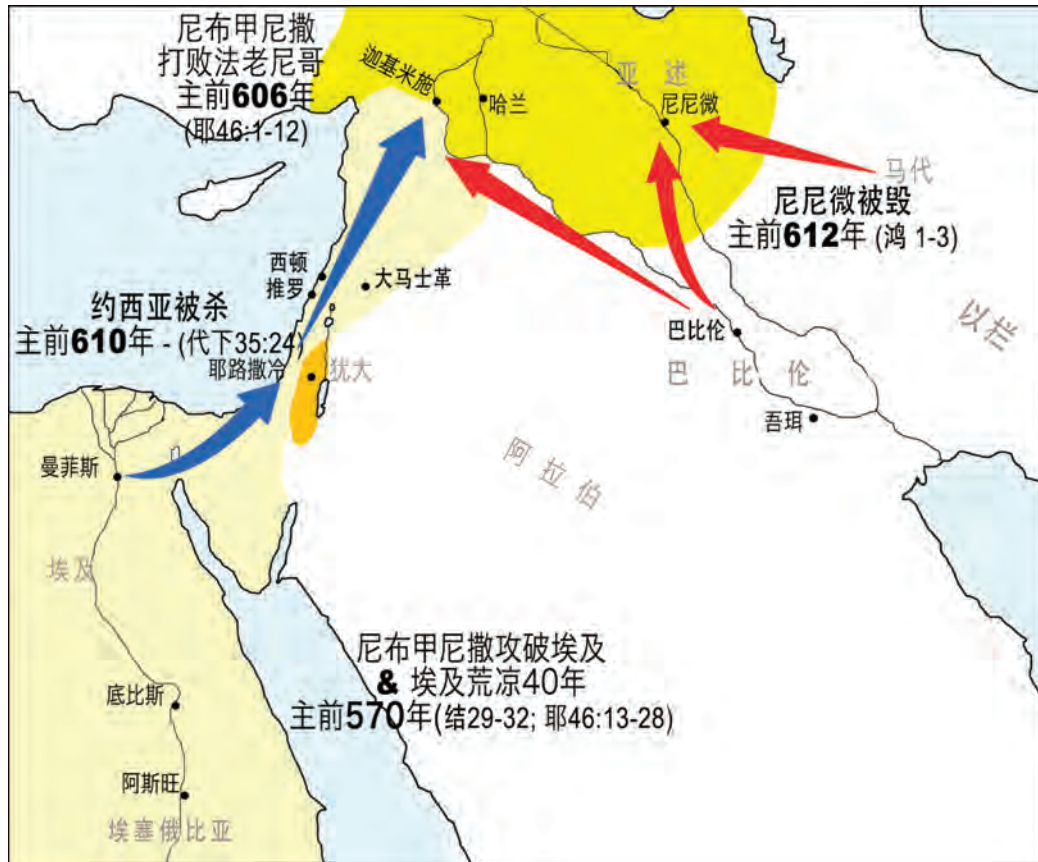 尼布甲尼撒
打败法老尼哥
主前606年
(耶46:1-12)
迦基米施
哈兰
亚述
尼尼微
马代
尼尼微被毁
主前612年 (鸿 1-3)
西顿
推罗
大马士革
约西亚被杀
主前610年 - (代下35:24)
耶路撒冷
犹大
巴比伦
巴比伦
以拦
吾珥
阿拉伯
曼菲斯
埃及
尼布甲尼撒攻破埃及
& 埃及荒凉40年
主前570年(结29-32; 耶46:13-28)
底比斯
阿斯旺
埃塞俄比亚